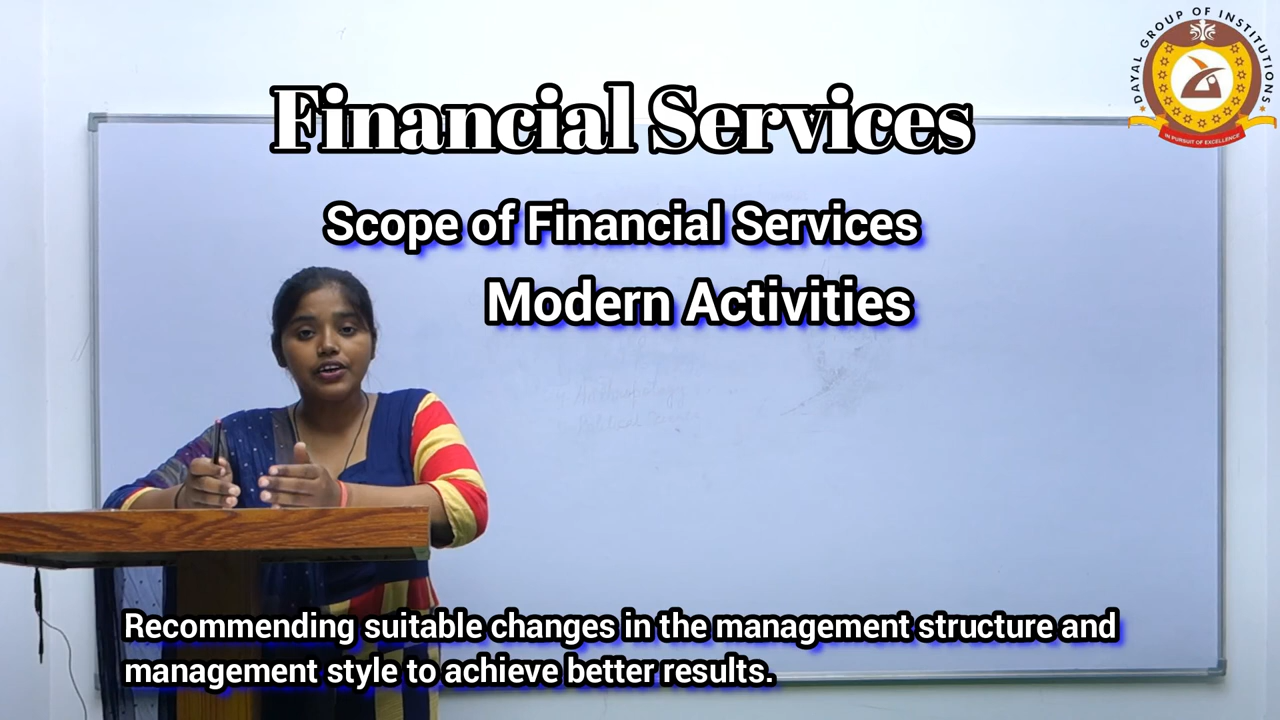 DAYAL GROUP OF INSTITUTIONS
IN PURSUIT OF EXCELLENCE
Financial Services
Scope of Financial Services
Modern Activities
Anthropology
Recommending suitable changes in the management structure and
management style to achieve better results.